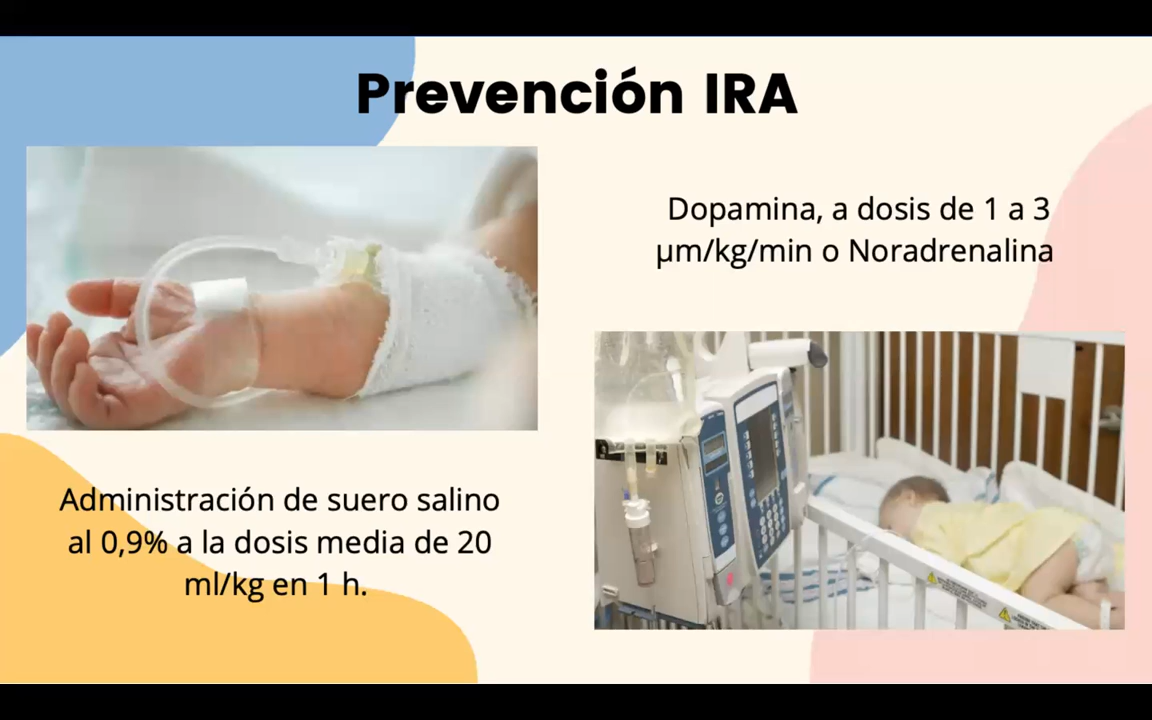 Prevención IRA
Dopamina, a dosis de 1 a 3
µm/kg/min o Noradrenalina
Administración de suero salino
al 0,9% a la dosis media de 20
ml/kg en 1 h.